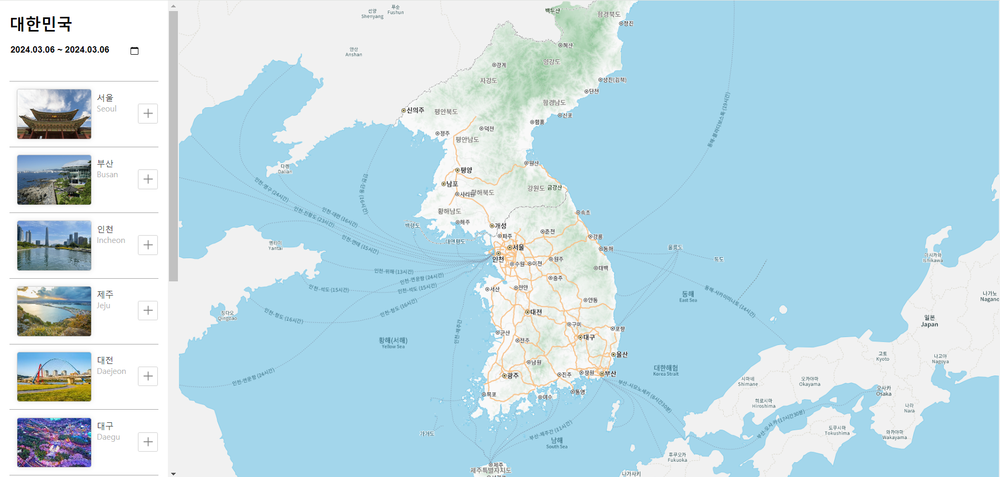 대한민국
2024.03.06 ~ 2024.03.06
서울
Seoul
부산
Busan
인천
Incheon
제주
Jeju
대전
Daejeon
대구
Daegu
선양
Shenyang
푸순
Fushun
안산
Anshan
백두산
함경북도
청진
혜산
양강도
강계
자강도
성진(김책)
단천
함경남도
신포
신의주
평안북도
함흥
덕천
정주
평안남도
다롄
Dalian
원산
평양
남포
사리원
황해북도
강원도
금강산
황해남도
해주
개성
속초
백령도
대연평도
파주
춘천
강릉
서울
인천
동해
울릉도
독도
수원
이천
원주
태백
충주
서산
천안
안동
대전
구미
포항
군산
전주
대구
남원
울산
광주
진주
창원
부산
목포
여수
통영
가거도
제주
제주특별자치도
옌타이
Yantai
칭다오
Qingdao
황해(서해)
Yellow Sea
동해
East Sea
대한해협
Korea Strait
남해
South Sea
인천-영구 (24시간)
인천-단동 (16시간)
인천-대련 (16시간)
인천-진황도 (23시간)
인천-연태 (15시간)
인천-위해 (13시간)
인천-연운항 (24시간)
인천-석도 (15시간)
인천-석도 (15시간)
인천-청도 (16시간)
인천-청도 (16시간)
인천-제주간
인천-연운항 (24시간)
동해-블라디보스톡 (19시간)
동해-사카이미나토 (14시간)
부산-시모노세키 (8시간30분)
부산-제주간 (11시간)
부산-오사카 (17시간30분)
이시카와
Ishikawa
나가노
Nagano
일본
Japan
교토
Kyoto
나고야
Nagoya
시마네
Shimane
오카야마
Okayama
오사카
Osaka
히로시마
Hiroshima
나라
Nara
도쿠시마
Tokushima
와카야마
Wakayama
후쿠오카
Fukuoka
나가사키